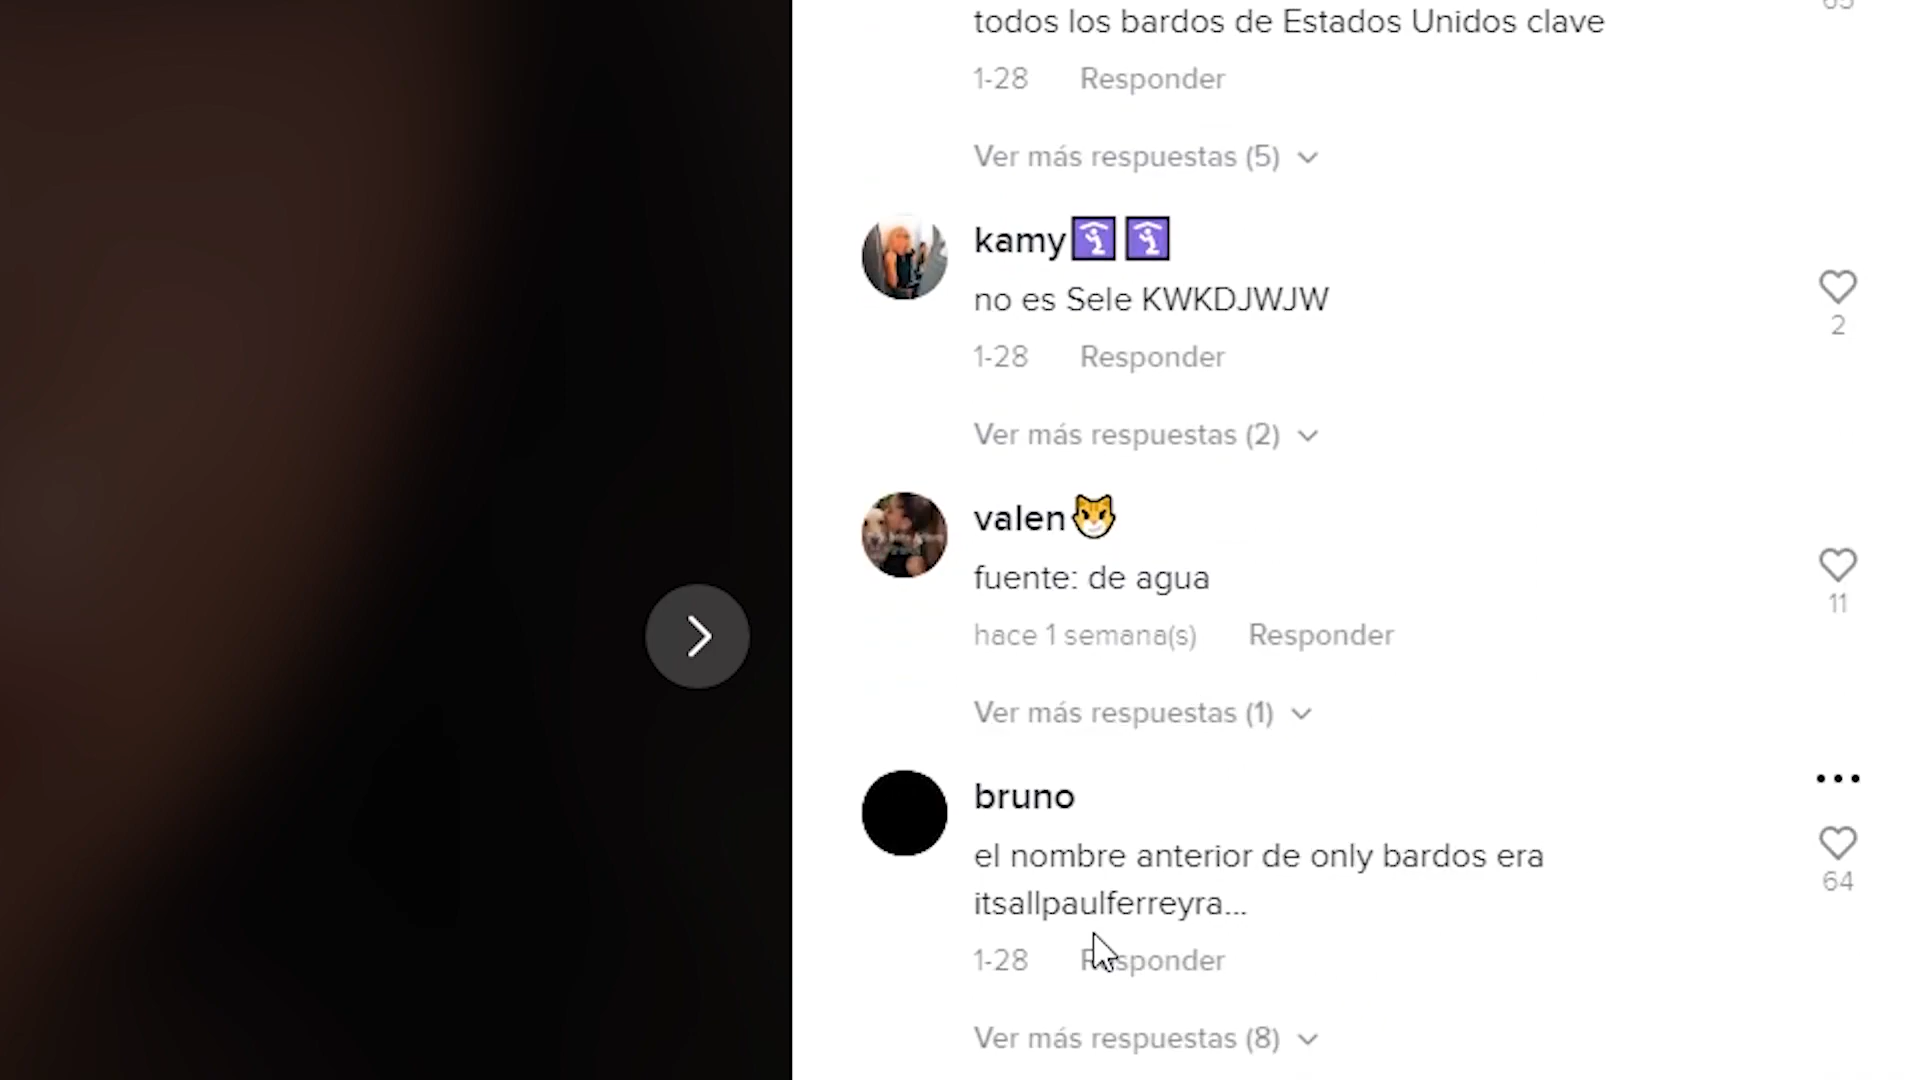 todos los bardos de Estados Unidos clave
1-28 Responder
Ver más respuestas (5)
kamy🛐🛐
no es Sele KWKDJWJW
2
1-28 Responder
Ver más respuestas (2)
valen😼
fuente: de agua
11
hace 1 semana(s) Responder
Ver más respuestas (1)
bruno
el nombre anterior de only bardos era
64
itsallpaulferreyra...
1-28 Responder
Ver más respuestas (8)